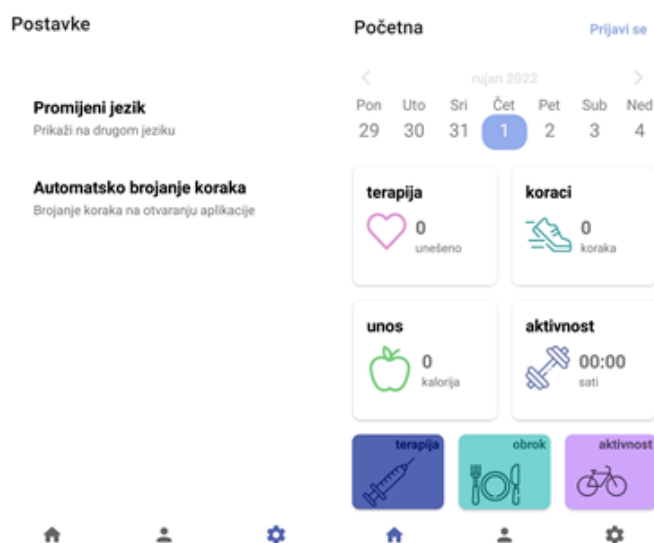 Postavke
Promijeni jezik
Prikaži na drugom jeziku
Automatsko brojanje koraka
Brojanje koraka na otvaranju aplikacije
Početna
Prijavi se
rujan 2022
Pon Uto Sri Čet Pet Sub Ned
29 30 31 1 2 3 4
terapija
0
unešeno
koraci
0
koraka
unos
0
kalorija
aktivnost
00:00
sati
terapija
obrok
aktivnost